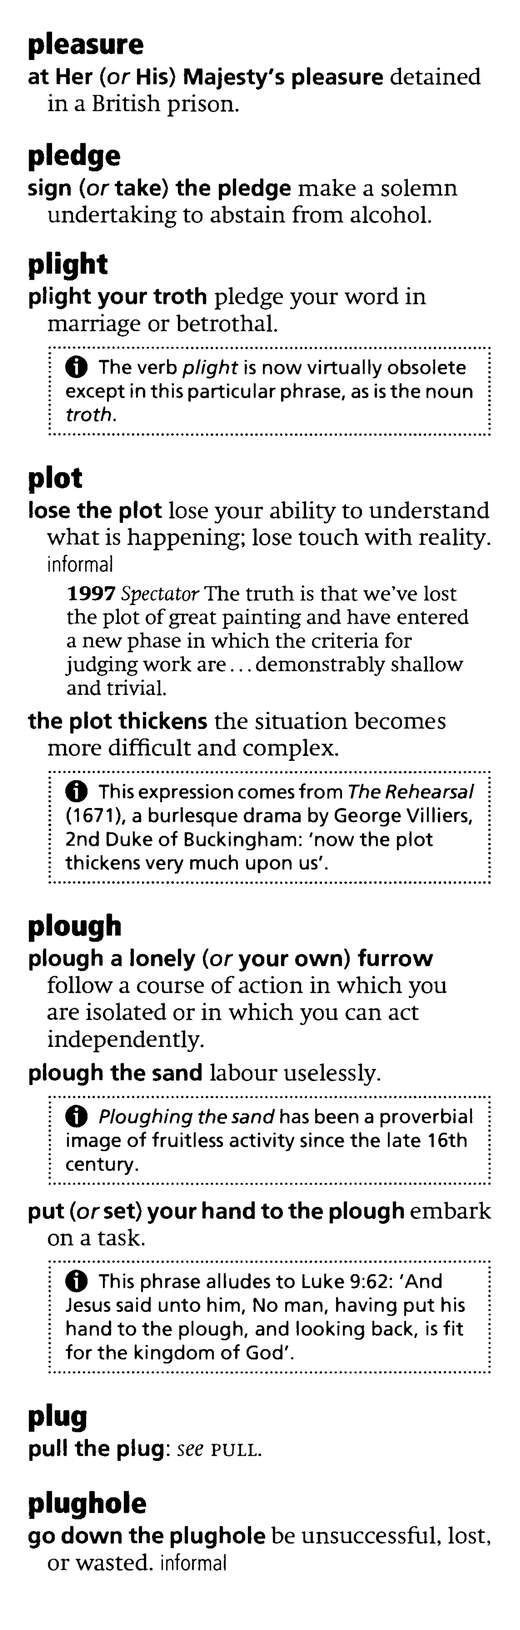 pleasure
at Her (or His) Majesty's pleasure detained
in a British prison.
pledge
sign (or take) the pledge make a solemn
undertaking to abstain from alcohol.
plight
plight your troth pledge your word in
marriage or betrothal.
The verb plight is now virtually obsolete
except in this particular phrase, as is the noun
troth.
plot
lose the plot lose your ability to understand
what is happening; lose touch with reality.
informal
1997 Spectator The truth is that we've lost
the plot of great painting and have entered
a new phase in which the criteria for
judging work are...demonstrably shallow
and trivial.
the plot thickens the situation becomes
more difficult and complex.
This expression comes from The Rehearsal
(1671), a burlesque drama by George Villiers,
2nd Duke of Buckingham: 'now the plot
thickens very much upon us'.
plough
plough a lonely (or your own) furrow
follow a course of action in which you
are isolated or in which you can act
independently.
plough the sand labour uselessly.
Ploughing the sand has been a proverbial
image of fruitless activity since the late 16th
century.
put (or set) your hand to the plough embark
on a task.
This phrase alludes to Luke 9:62: 'And
Jesus said unto him, No man, having put his
hand to the plough, and looking back, is fit
for the kingdom of God'.
plug
pull the plug: see PULL.
plughole
go down the plughole be unsuccessful, lost,
or wasted. informal